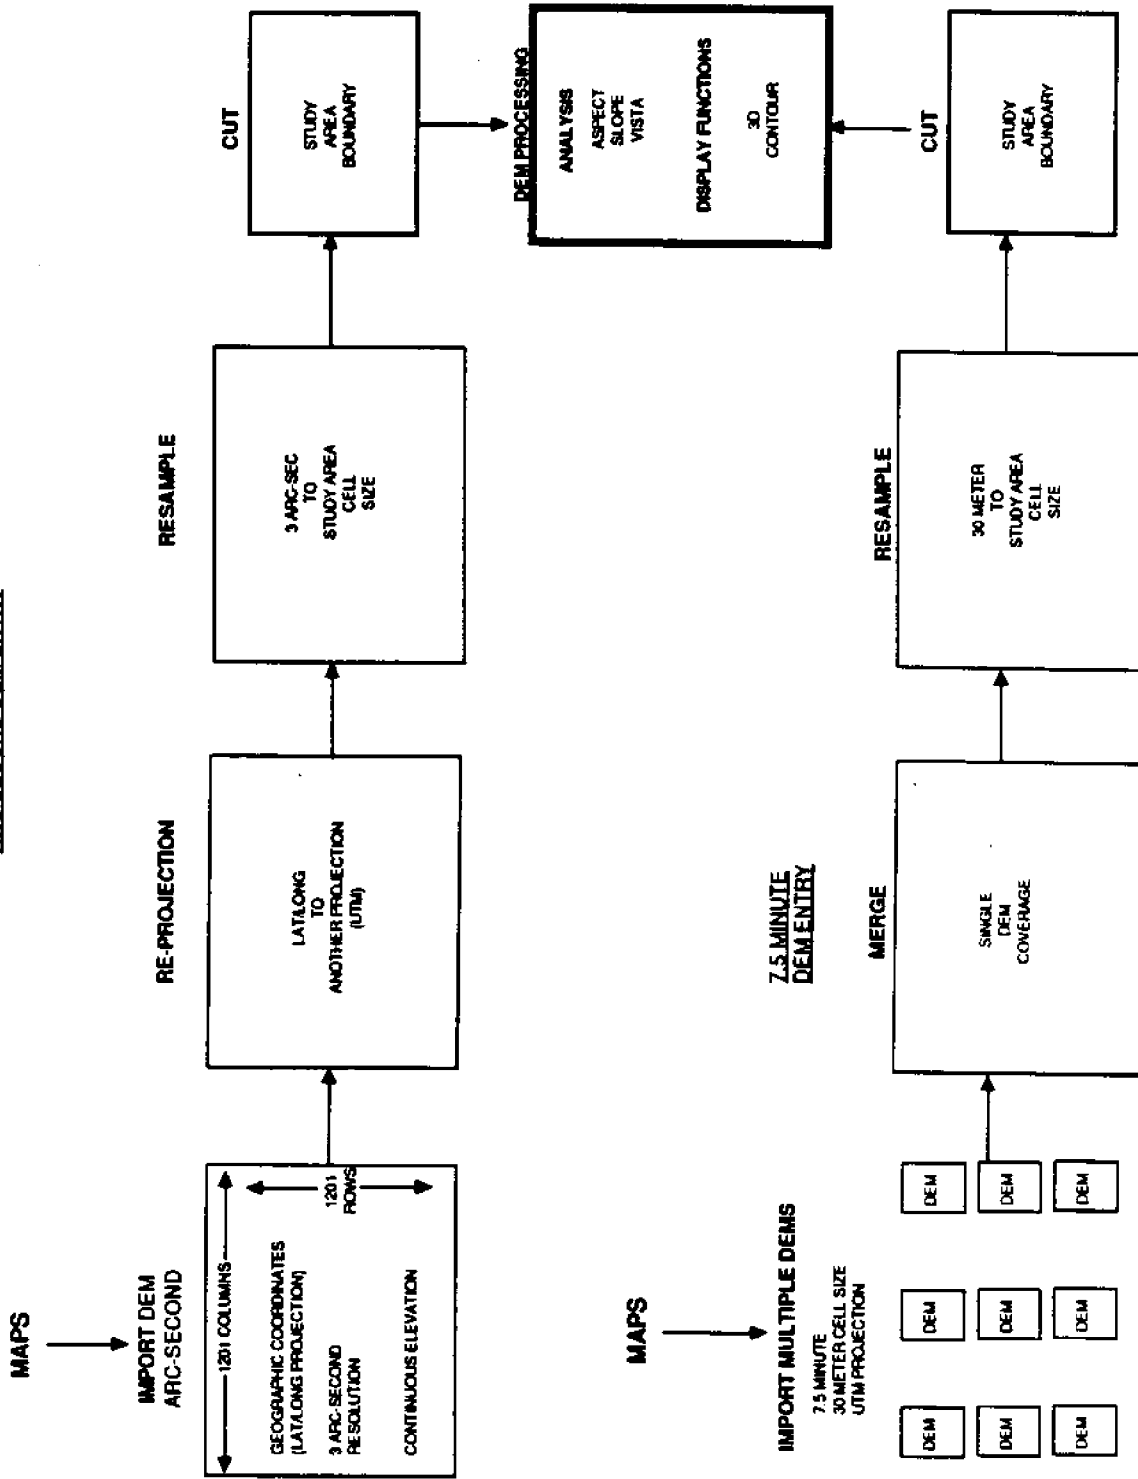 MAPS
IMPORT DEM
ARC-SECOND
1201 COLUMNS
1201
ROWS
GEOGRAPHIC COORDINATES
(LAT/LONG PROJECTION)
3 ARC-SECOND
RESOLUTION
CONTINUOUS ELEVATION
RE-PROJECTION
LAT/LONG
TO
ANOTHER PROJECTION
(UTM)
RESAMPLE
3 ARC-SEC
TO
STUDY AREA
CELL
SIZE
CUT
STUDY
AREA
BOUNDARY
DEM PROCESSING
ANALYSIS
ASPECT
SLOPE
VISTA
DISPLAY FUNCTIONS
3D
CONTOUR
7.5 MINUTE
DEM ENTRY
MAPS
IMPORT MULTIPLE DEMS
7.5 MINUTE
30 METER CELL SIZE
UTM PROJECTION
DEM
DEM
DEM
DEM
DEM
DEM
DEM
DEM
DEM
MERGE
SINGLE
DEM
COVERAGE
RESAMPLE
30 METER
TO
STUDY AREA
CELL
SIZE
CUT
STUDY
AREA
BOUNDARY